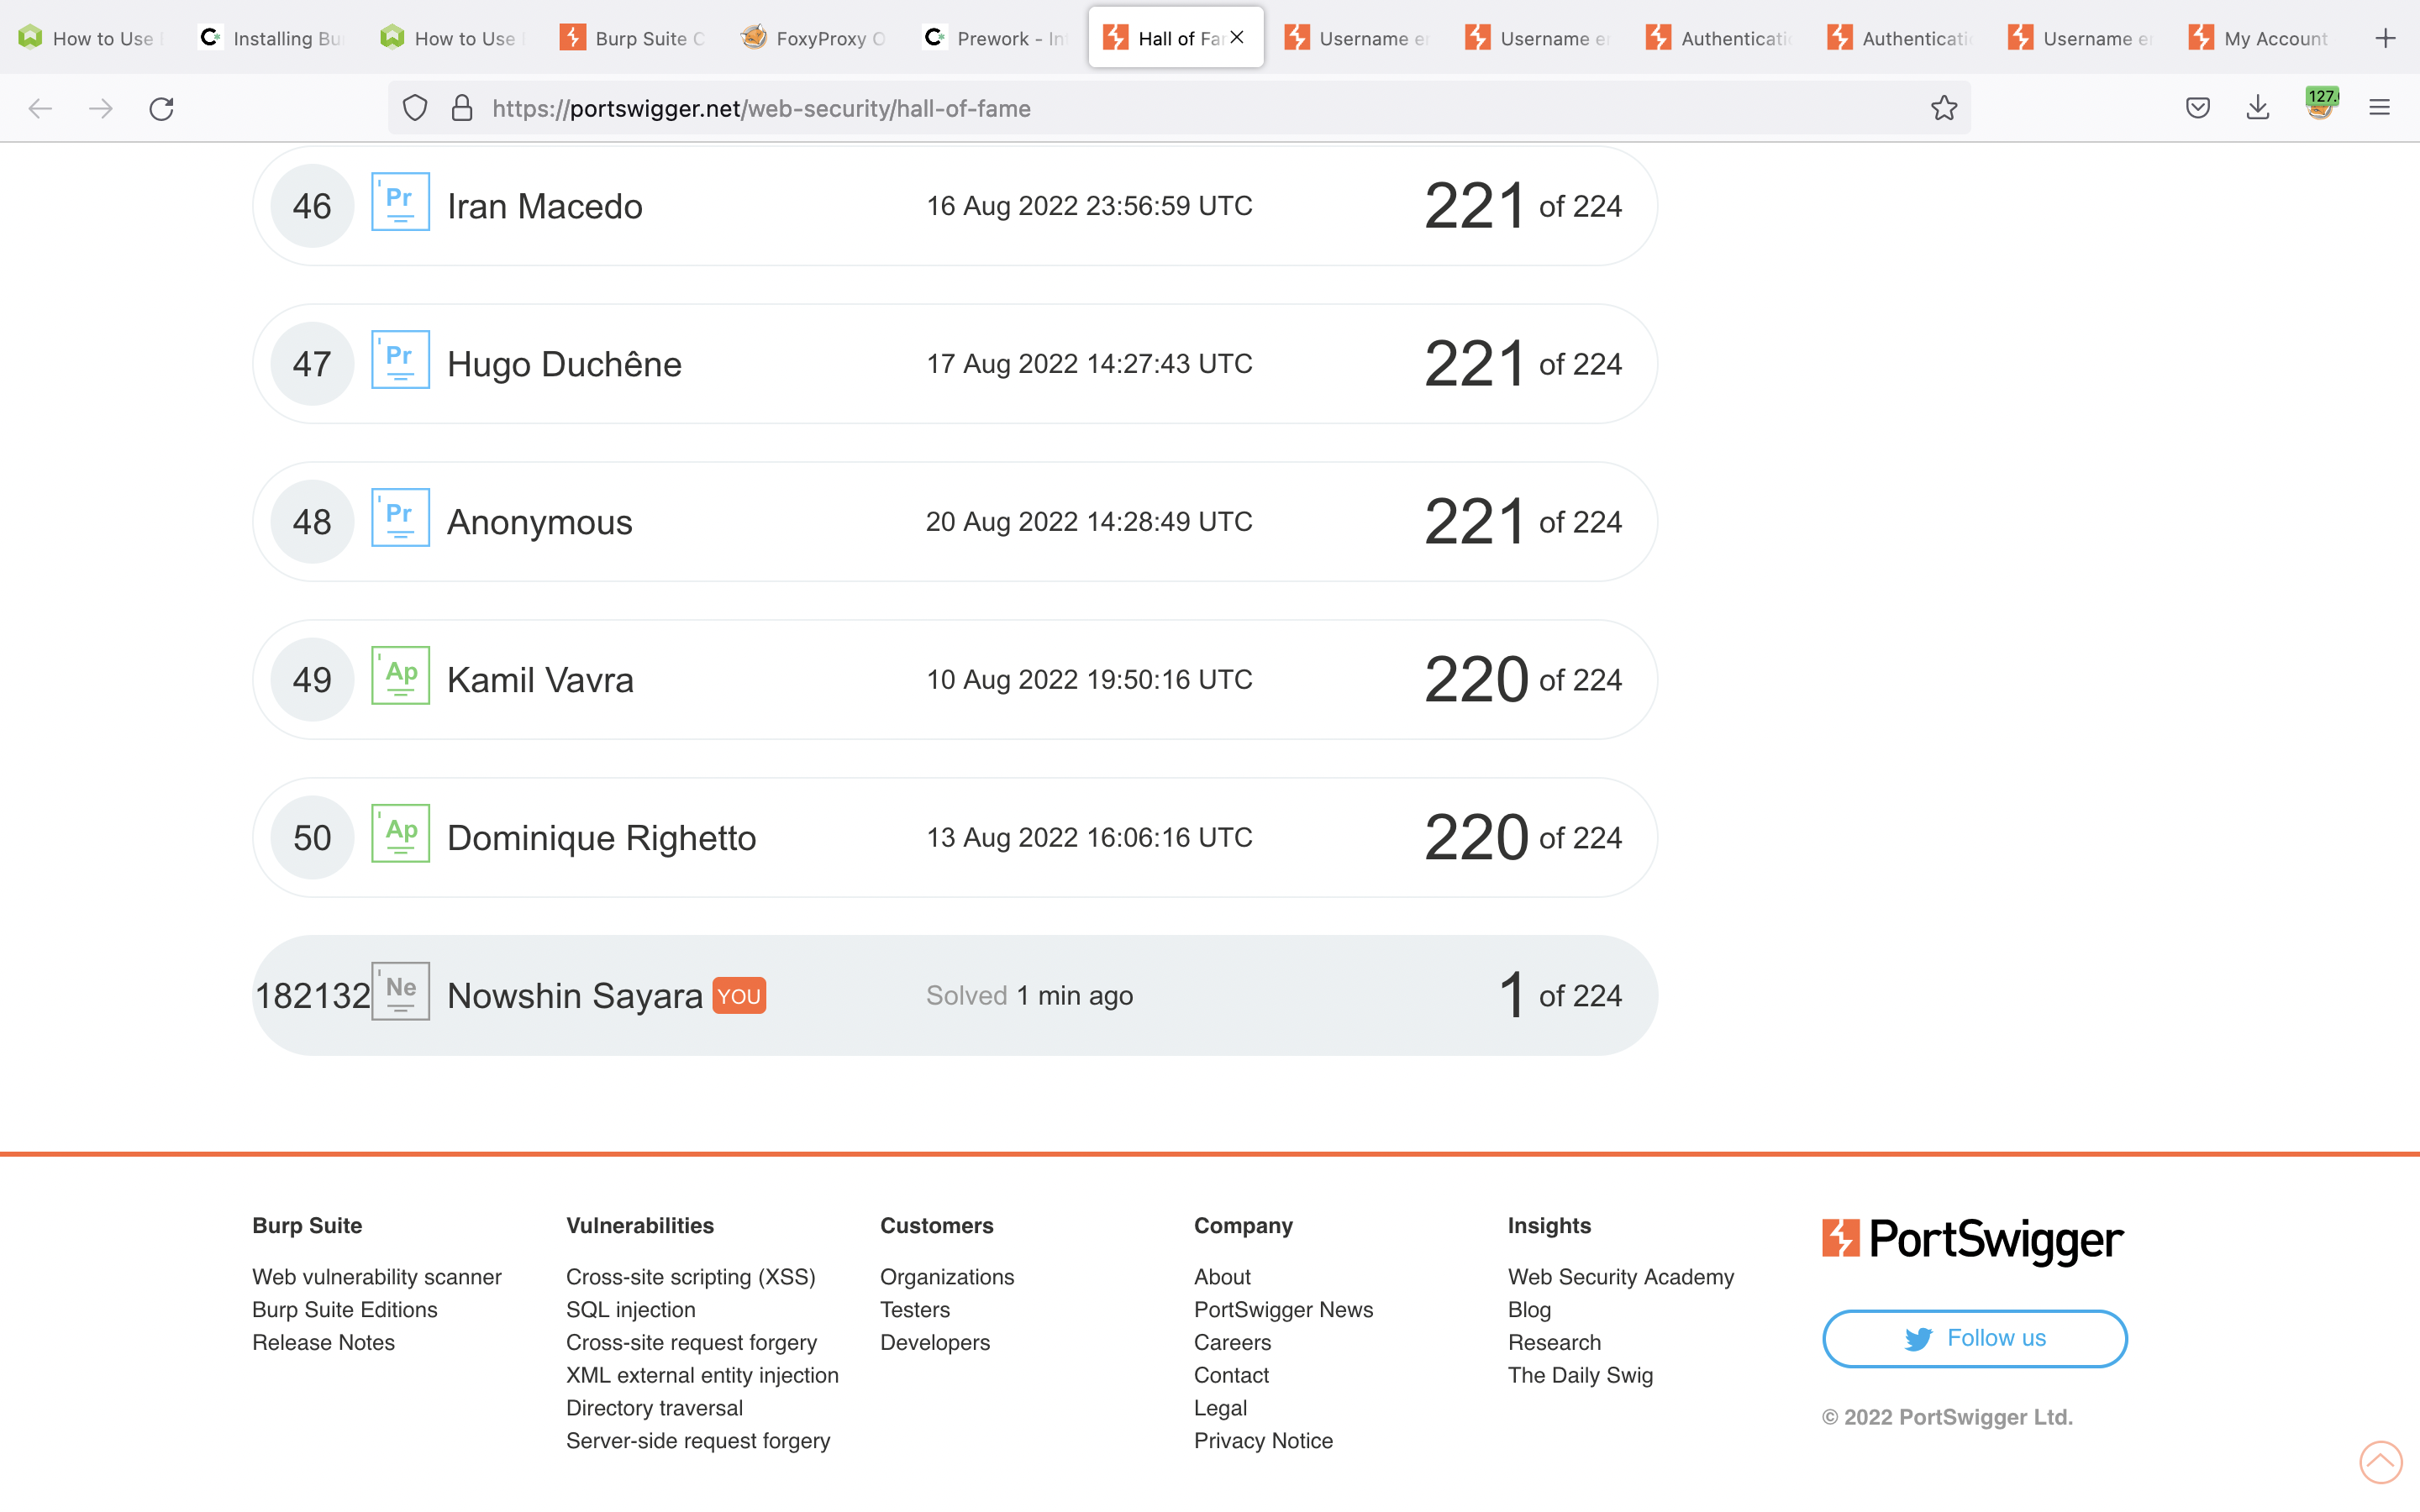 How to Use
Installing Bu
How to Use
Burp Suite C
FoxyProxy O
Prework - In
Hall of Fa
Username e
Username e
Authenticati
Authenticati
Username e
My Account
https://portswigger.net/web-security/hall-of-fame
127.
46 Pr Iran Macedo 16 Aug 2022 23:56:59 UTC 221 of 224
47 Pr Hugo Duchêne 17 Aug 2022 14:27:43 UTC 221 of 224
48 Pr Anonymous 20 Aug 2022 14:28:49 UTC 221 of 224
49 Ap Kamil Vavra 10 Aug 2022 19:50:16 UTC 220 of 224
50 Ap Dominique Righetto 13 Aug 2022 16:06:16 UTC 220 of 224
182132 Ne Nowshin Sayara YOU Solved 1 min ago 1 of 224
Burp Suite
Web vulnerability scanner
Burp Suite Editions
Release Notes
Vulnerabilities
Cross-site scripting (XSS)
SQL injection
Cross-site request forgery
XML external entity injection
Directory traversal
Server-side request forgery
Customers
Organizations
Testers
Developers
Company
About
PortSwigger News
Careers
Contact
Legal
Privacy Notice
Insights
Web Security Academy
Blog
Research
The Daily Swig
PortSwigger
Follow us
© 2022 PortSwigger Ltd.